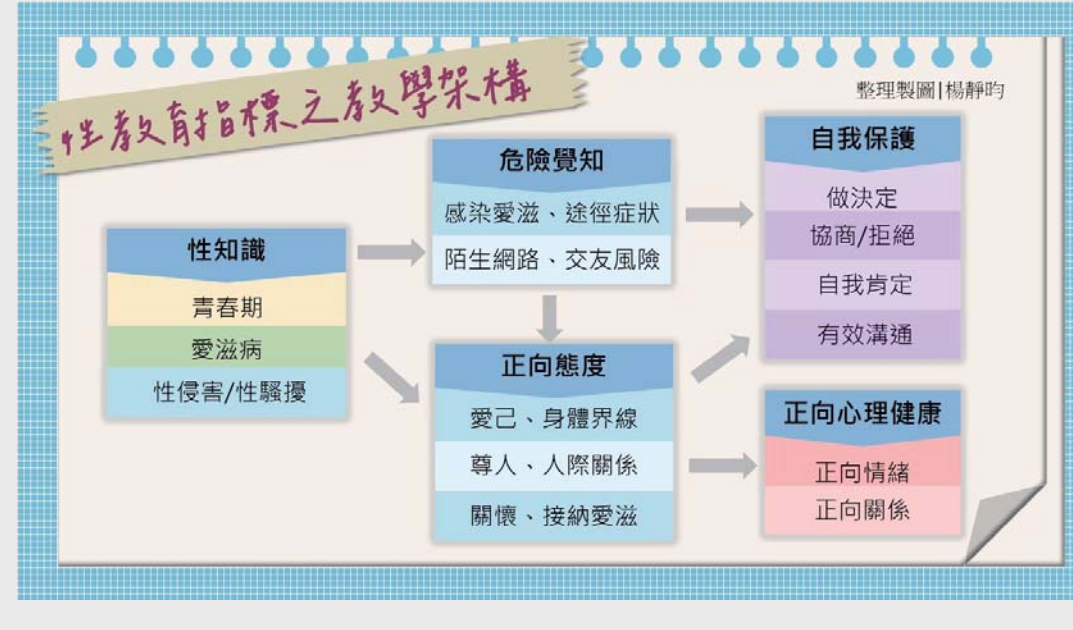 性教育指標之教學架構
整理製圖|楊靜昀
性知識
青春期
愛滋病
性侵害/性騷擾
危險覺知
感染愛滋、途徑症狀
陌生網路、交友風險
正向態度
愛己、身體界線
尊人、人際關係
關懷、接納愛滋
自我保護
做決定
協商/拒絕
自我肯定
有效溝通
正向心理健康
正向情緒
正向關係